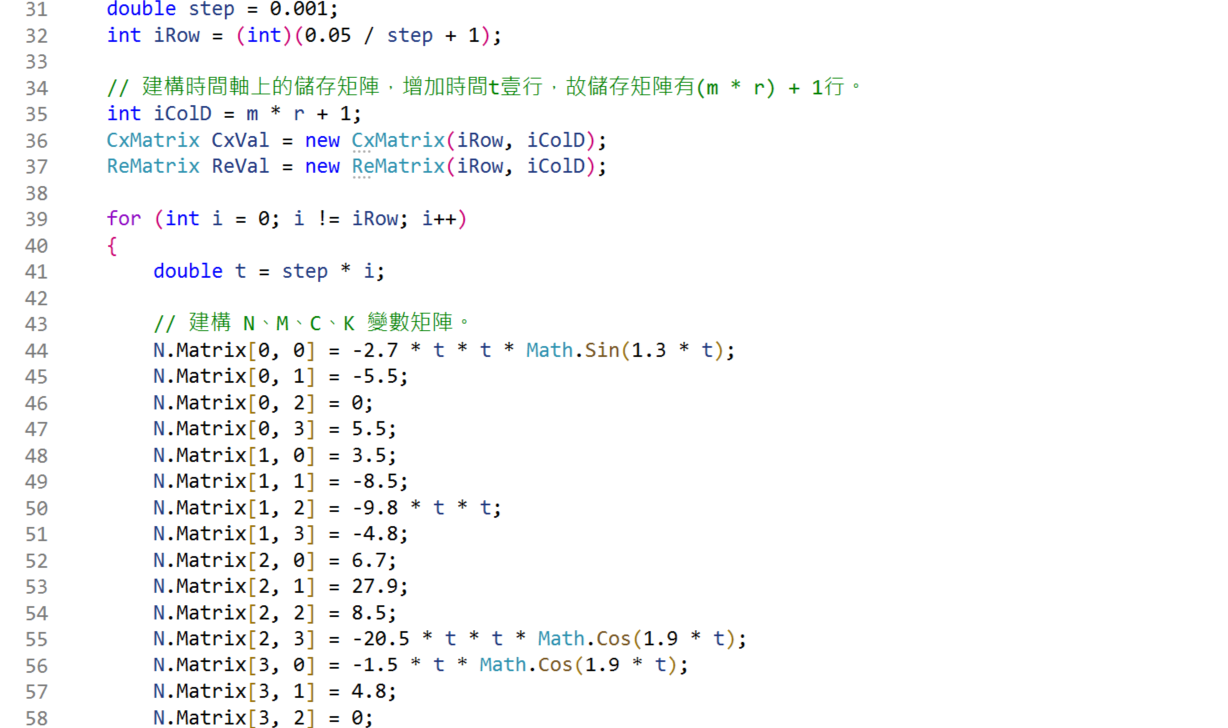 31 double step = 0.001;
32 int iRow = (int)(0.05 / step + 1);
33
34 // 建構時間軸上的儲存矩陣，增加時間t壹行，故儲存矩陣有(m * r) + 1行。
35 int iColD = m * r + 1;
36 CxMatrix CxVal = new CxMatrix(iRow, iColD);
37 ReMatrix ReVal = new ReMatrix(iRow, iColD);
38
39 for (int i = 0; i != iRow; i++)
40 {
41 double t = step * i;
42
43 // 建構 N、M、C、K 變數矩陣。
44 N.Matrix[0, 0] = -2.7 * t * t * Math.Sin(1.3 * t);
45 N.Matrix[0, 1] = -5.5;
46 N.Matrix[0, 2] = 0;
47 N.Matrix[0, 3] = 5.5;
48 N.Matrix[1, 0] = 3.5;
49 N.Matrix[1, 1] = -8.5;
50 N.Matrix[1, 2] = -9.8 * t * t;
51 N.Matrix[1, 3] = -4.8;
52 N.Matrix[2, 0] = 6.7;
53 N.Matrix[2, 1] = 27.9;
54 N.Matrix[2, 2] = 8.5;
55 N.Matrix[2, 3] = -20.5 * t * t * Math.Cos(1.9 * t);
56 N.Matrix[3, 0] = -1.5 * t * Math.Cos(1.9 * t);
57 N.Matrix[3, 1] = 4.8;
58 N.Matrix[3, 2] = 0;